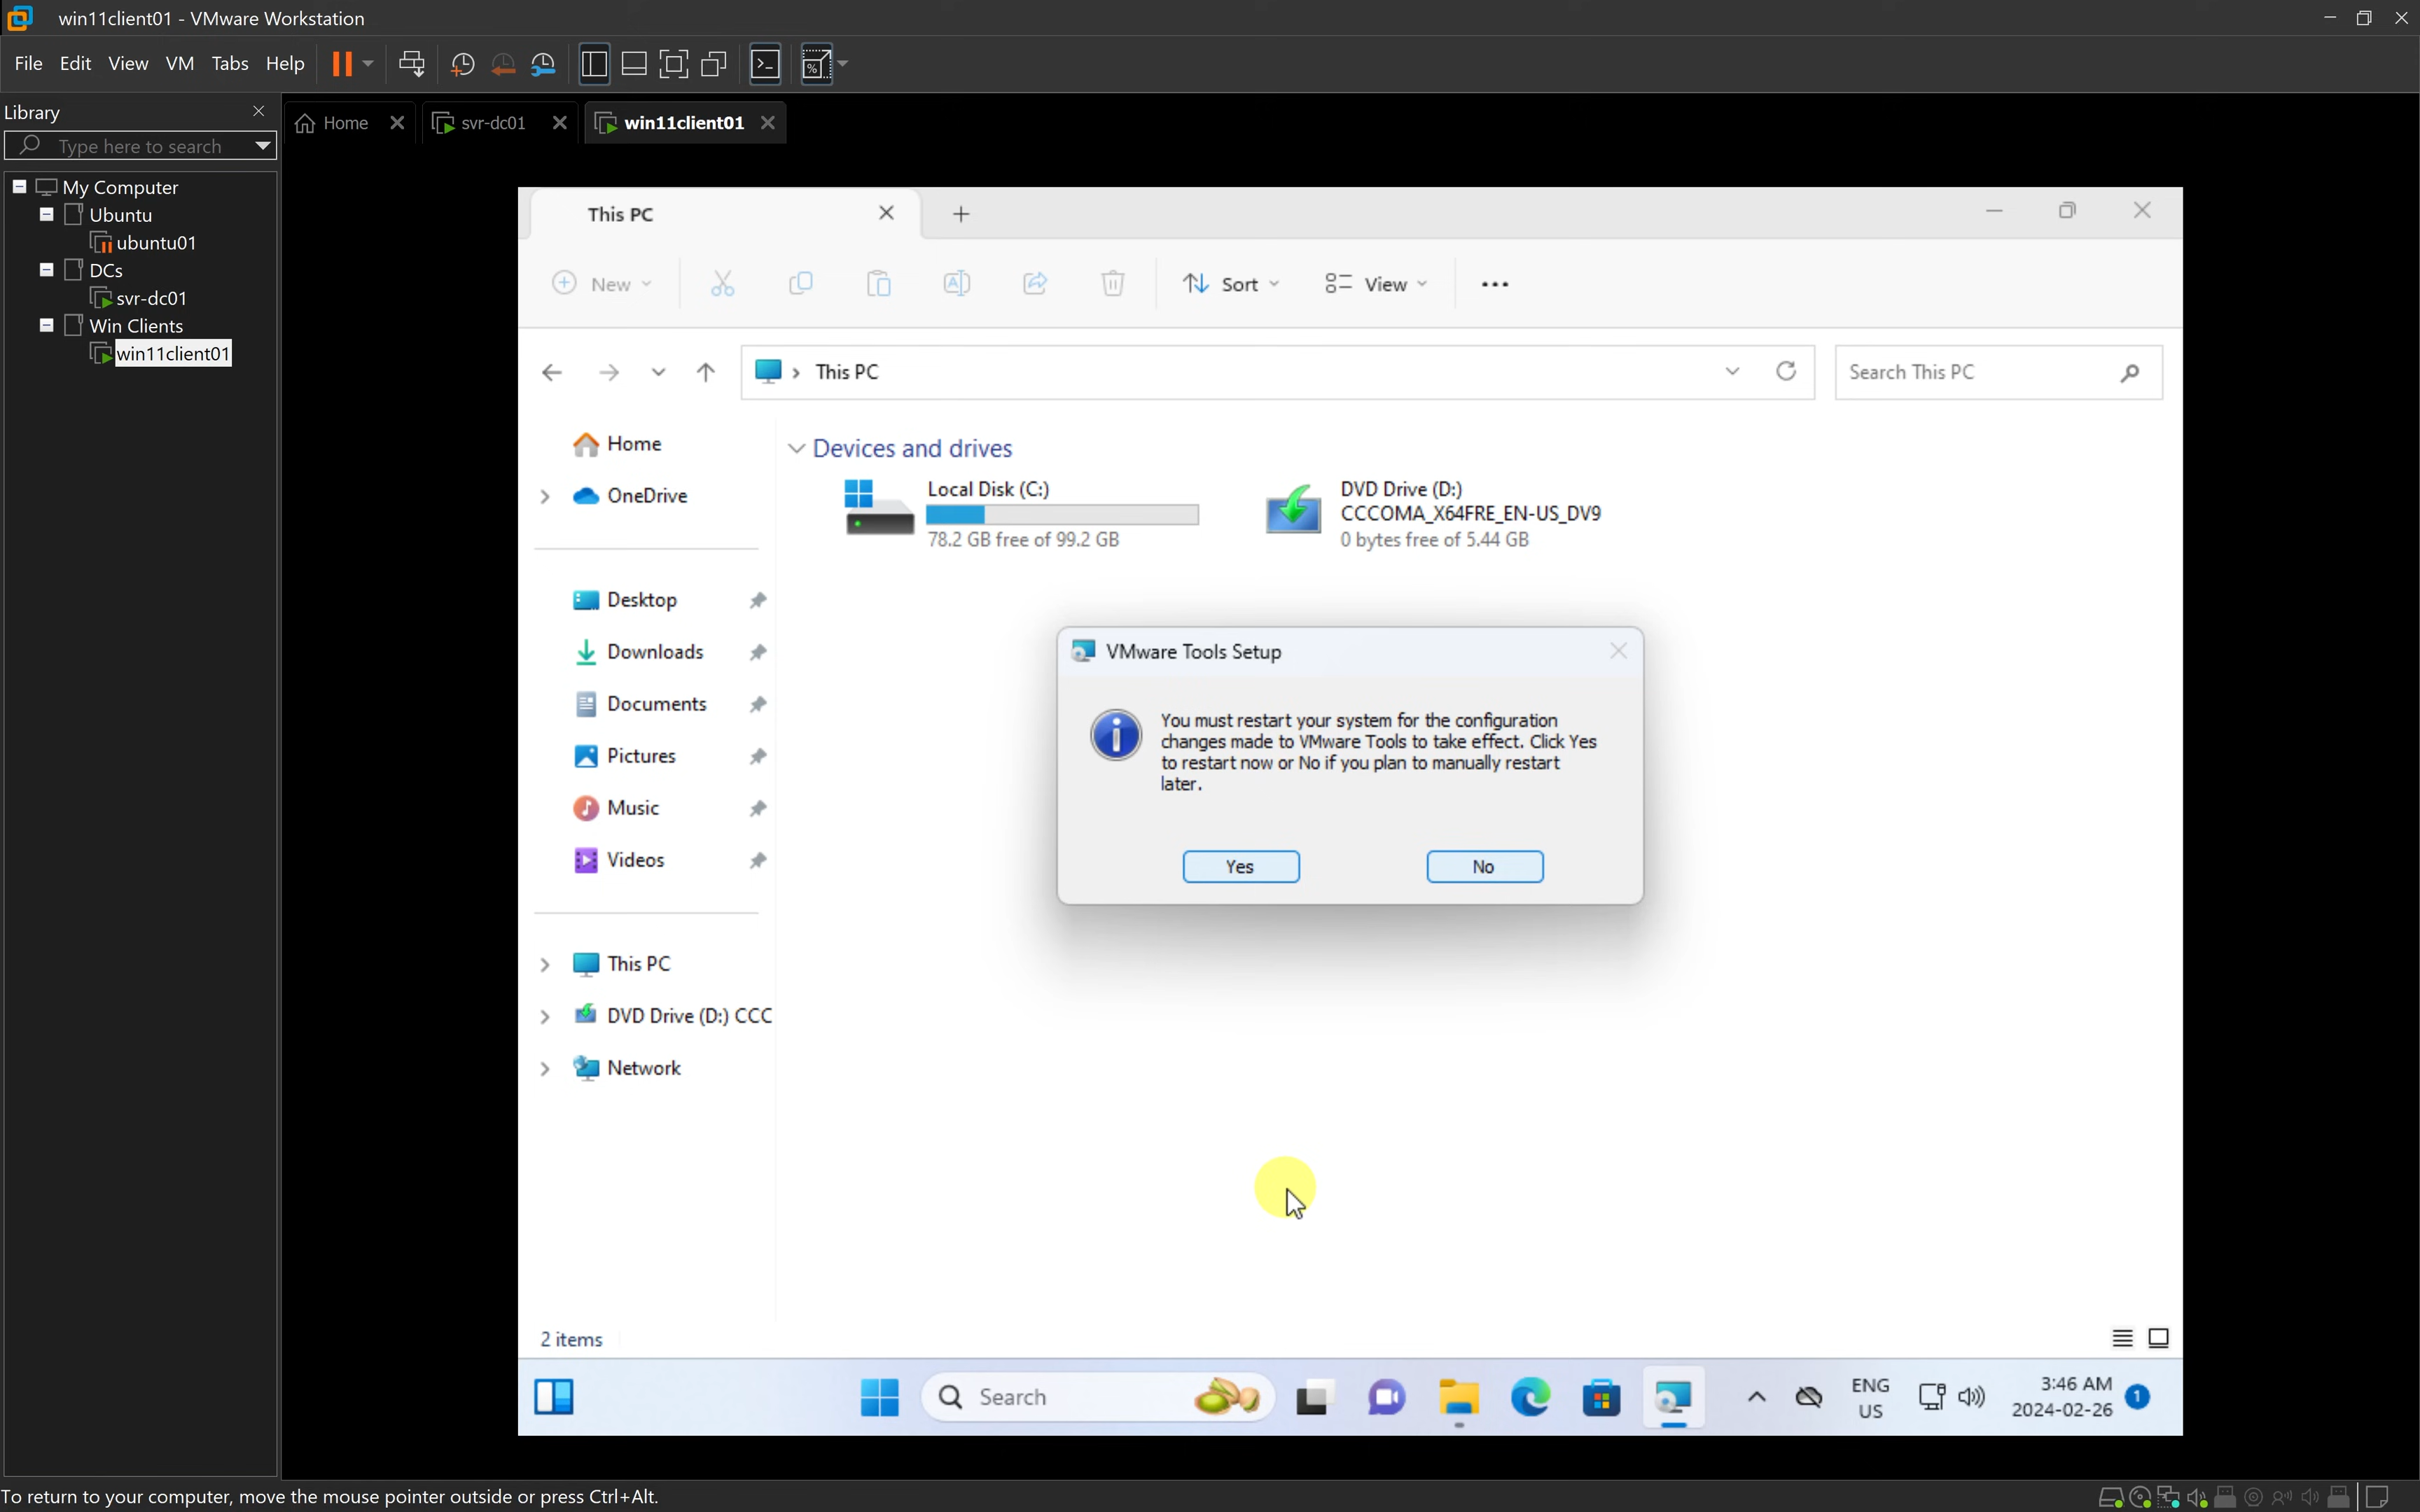 win11client01 - VMware Workstation
File Edit View VM Tabs Help
Library
Type here to search
My Computer
Ubuntu
ubuntu01
DCs
svr-dc01
Win Clients
win11client01
Home
svr-dc01
win11client01
This PC
New
Sort
View
This PC
Search This PC
Home
OneDrive
Desktop
Downloads
Documents
Pictures
Music
Videos
This PC
DVD Drive (D:) CCC
Network
Devices and drives
Local Disk (C:)
78.2 GB free of 99.2 GB
DVD Drive (D:)
CCCOMA_X64FRE_EN-US_DV9
0 bytes free of 5.44 GB
VMware Tools Setup
You must restart your system for the configuration
changes made to VMware Tools to take effect. Click Yes
to restart now or No if you plan to manually restart
later.
Yes
No
2 items
Search
ENG
US
3:46 AM
2024-02-26
1
To return to your computer, move the mouse pointer outside or press Ctrl+Alt.